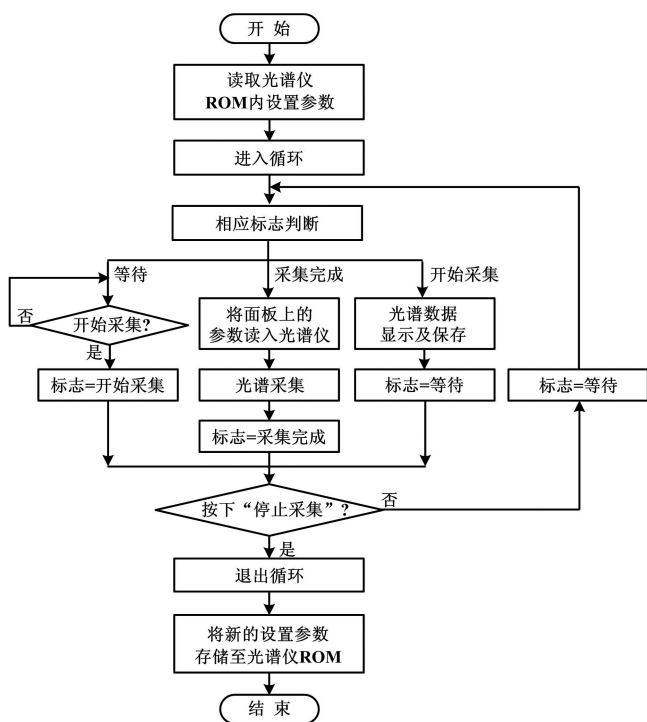 开 始
读取光谱仪
ROM内设置参数
进入循环
相应标志判断
等待
采集完成
开始采集
开始采集?
否
是
将面板上的
参数读入光谱仪
光谱数据
显示及保存
标志=开始采集
光谱采集
标志=等待
标志=等待
标志=采集完成
按下“停止采集”?
否
是
退出循环
将新的设置参数
存储至光谱仪ROM
结 束